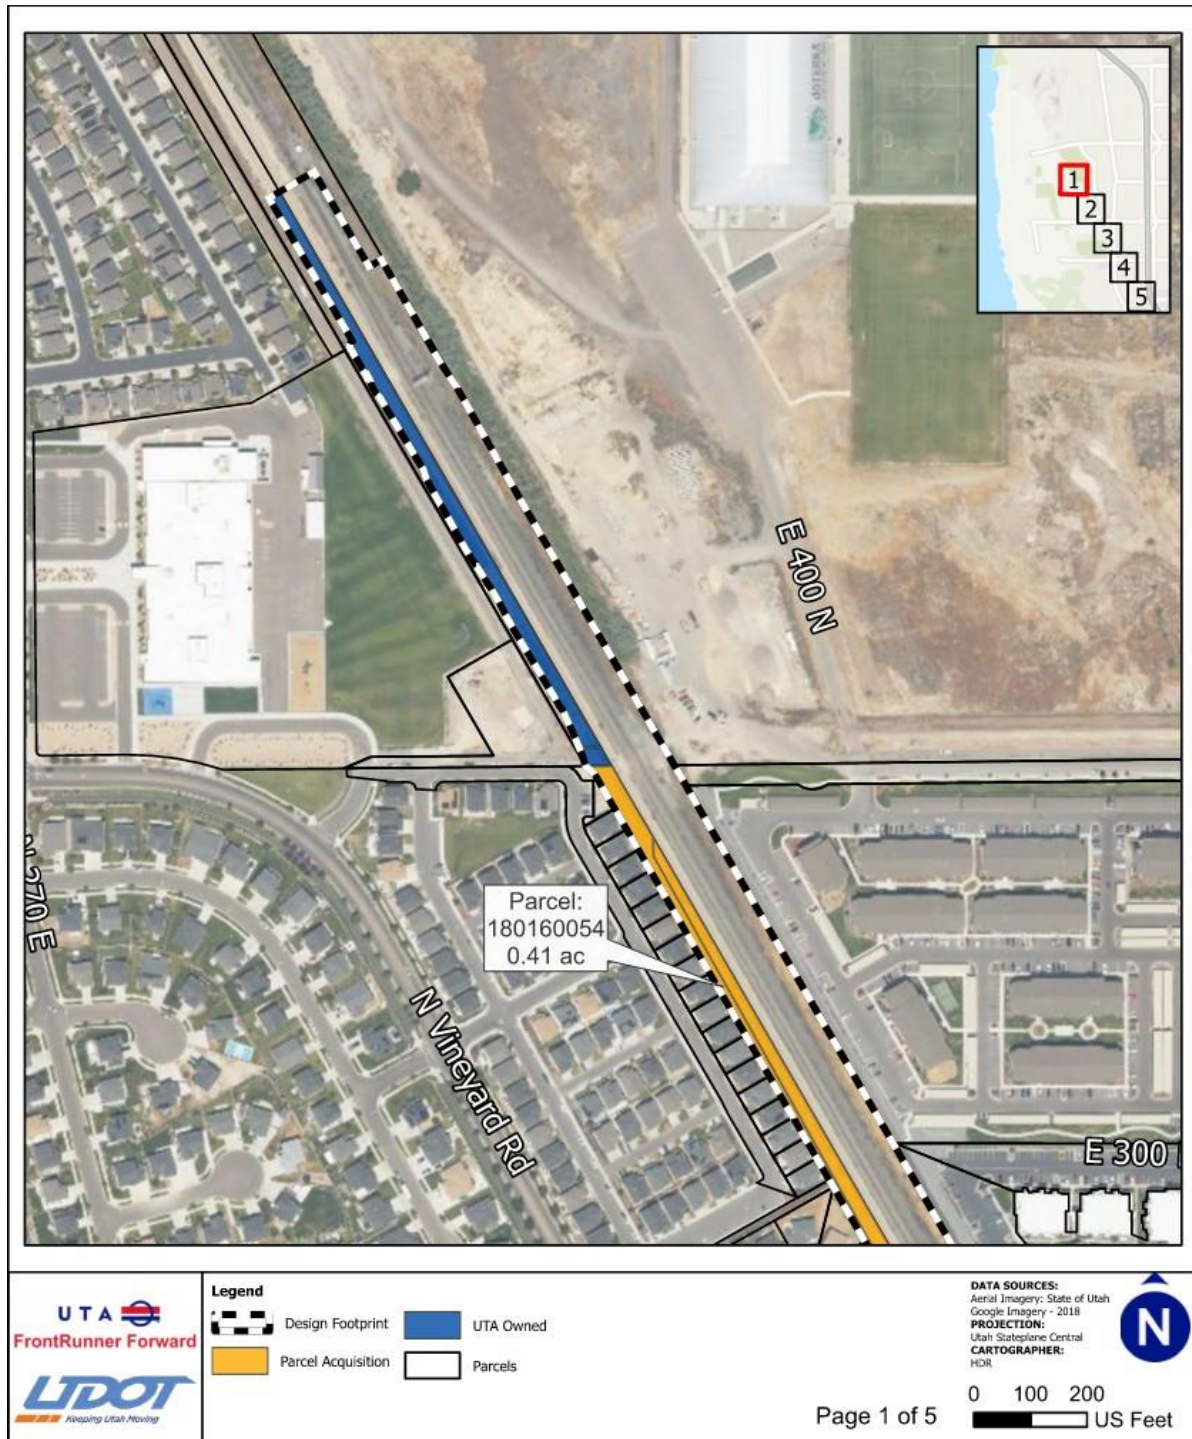 doTERRA
1
2
3
4
5
E 400 N
Parcel:
180160054
0.41 ac
N 270 E
N Vineyard Rd
E 300
UTA
FrontRunner Forward
UDOT
Keeping Utah Moving
Legend
Design Footprint
UTA Owned
Parcel Acquisition
Parcels
DATA SOURCES:
Aerial Imagery: State of Utah
Google Imagery - 2018
PROJECTION:
Utah Stateplane Central
CARTOGRAPHER:
HDR
N
0 100 200
US Feet
Page 1 of 5